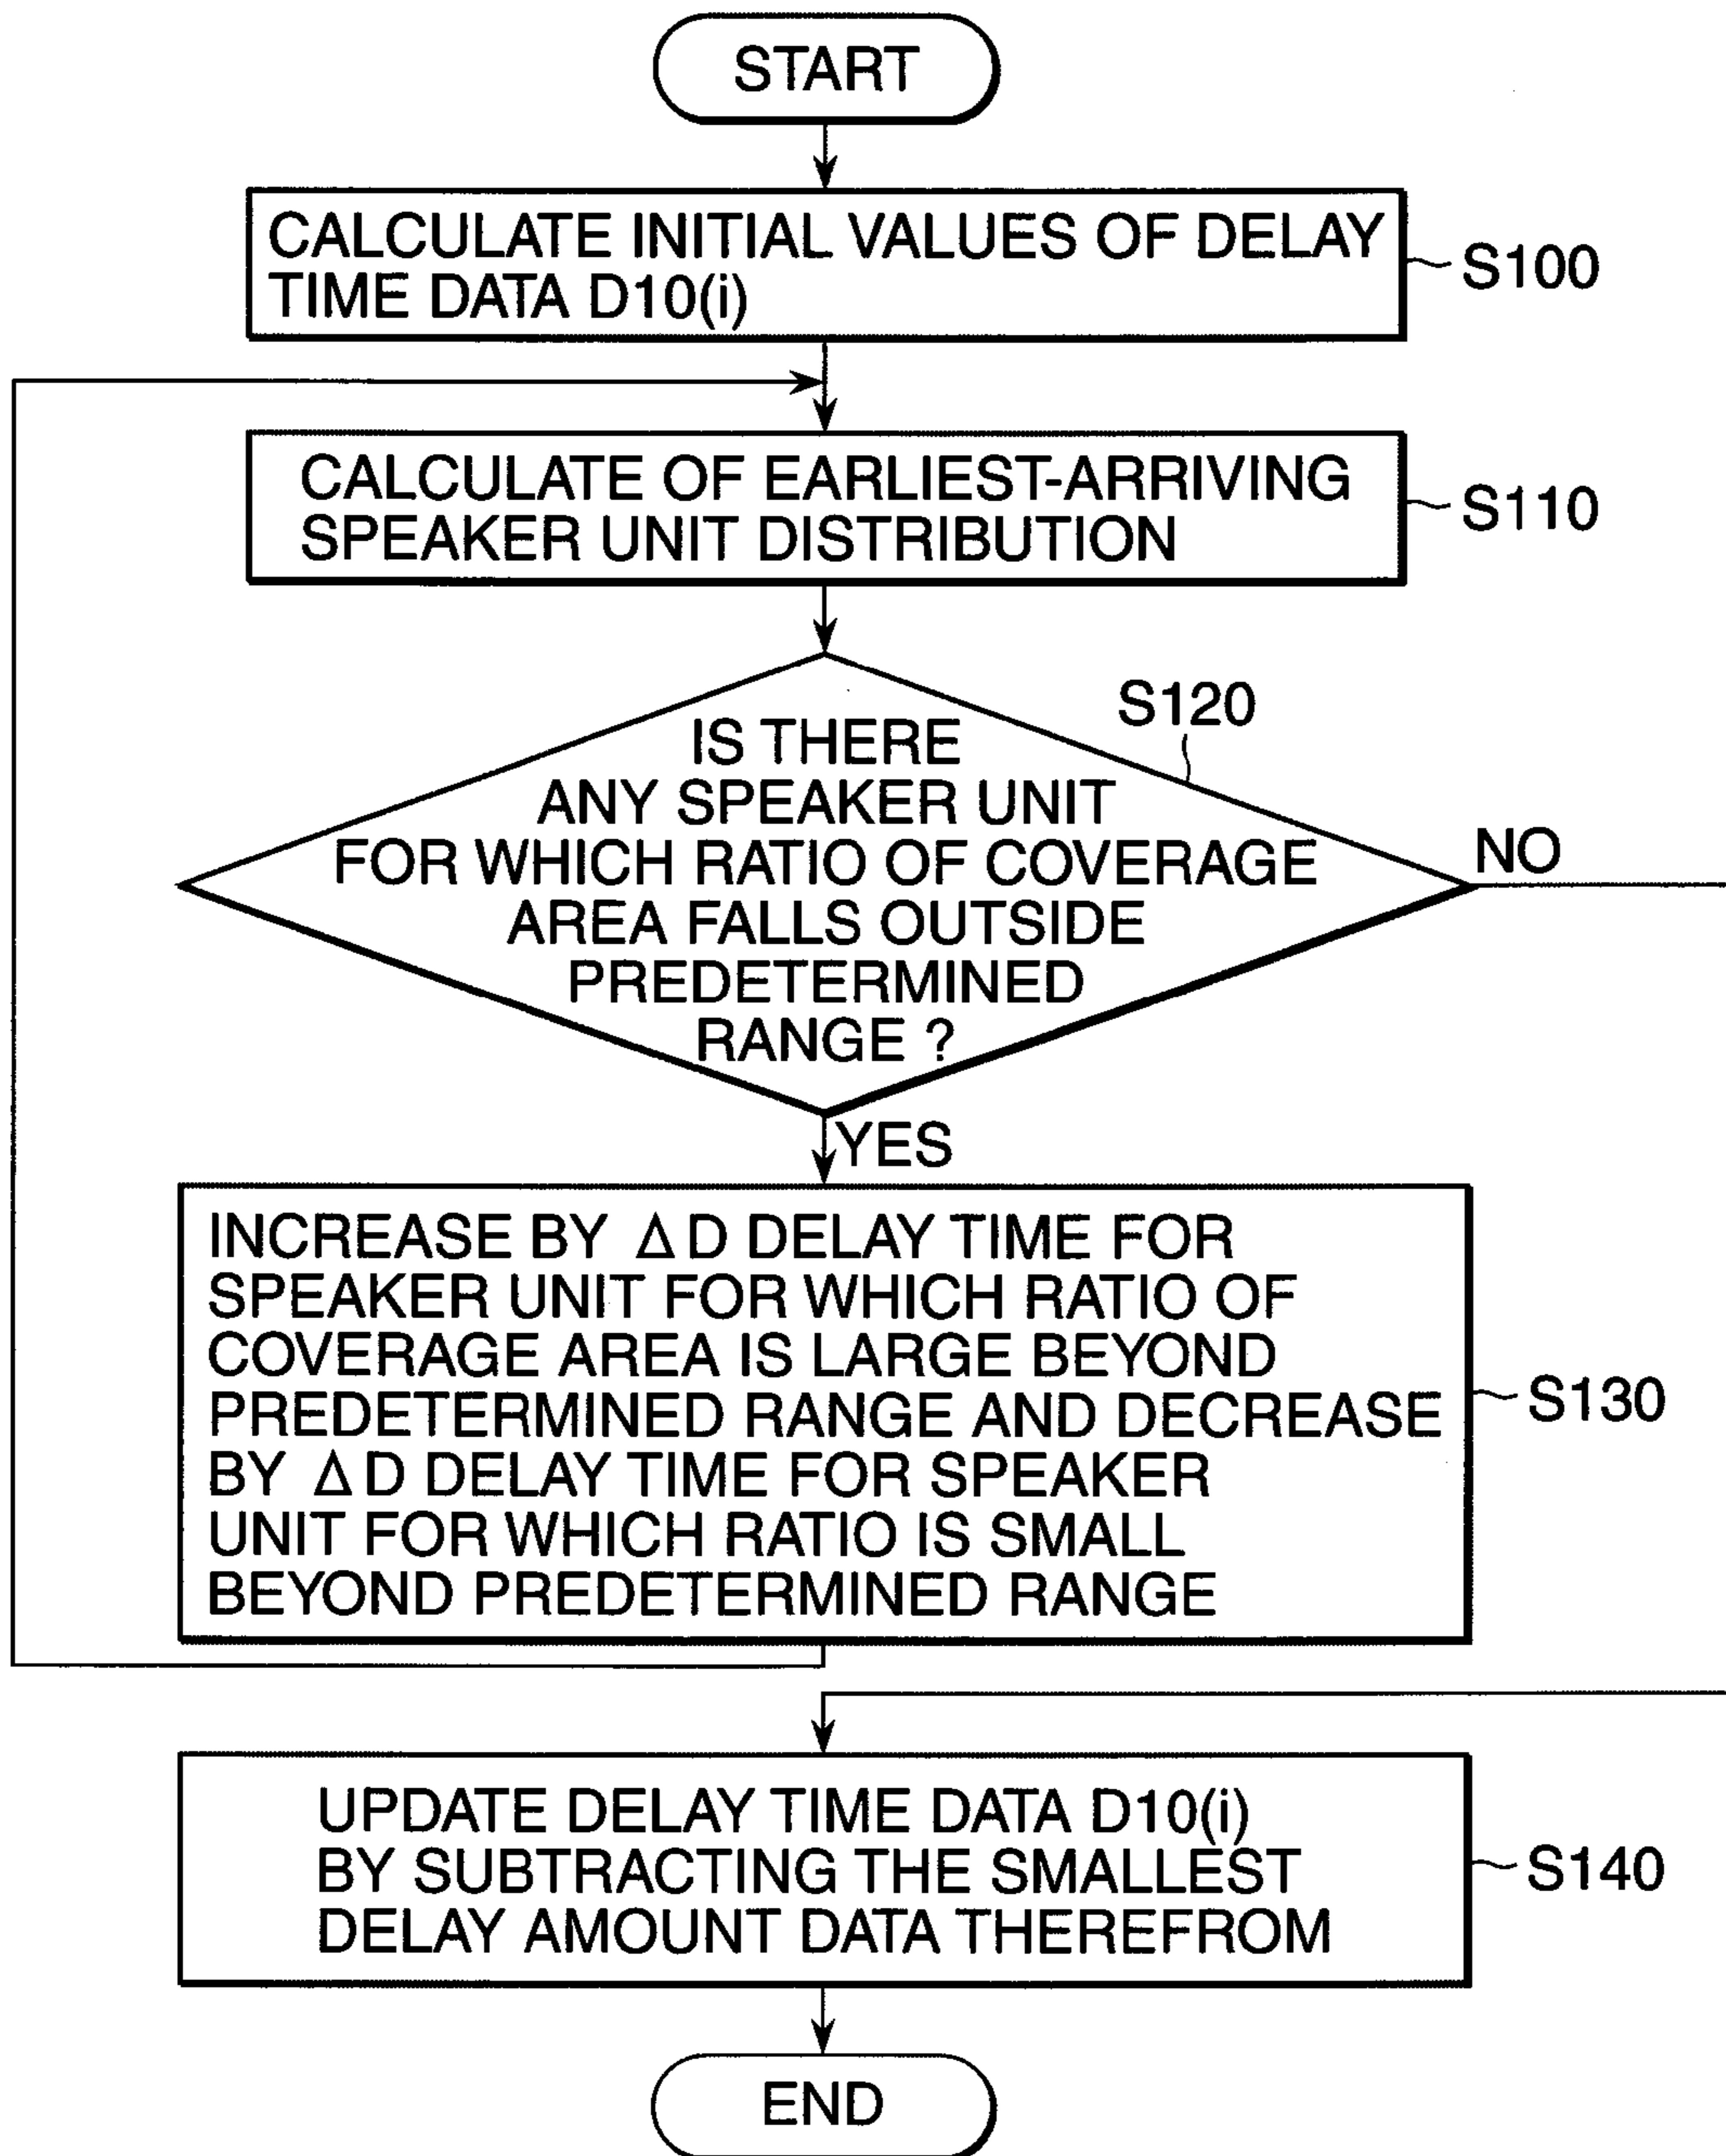 START
CALCULATE INITIAL VALUES OF DELAY
TIME DATA D10(i)
S100
CALCULATE OF EARLIEST-ARRIVING
SPEAKER UNIT DISTRIBUTION
S110
S120
IS THERE
ANY SPEAKER UNIT
FOR WHICH RATIO OF COVERAGE
AREA FALLS OUTSIDE
PREDETERMINED
RANGE ?
NO
YES
INCREASE BY ΔD DELAY TIME FOR
SPEAKER UNIT FOR WHICH RATIO OF
COVERAGE AREA IS LARGE BEYOND
PREDETERMINED RANGE AND DECREASE
BY ΔD DELAY TIME FOR SPEAKER
UNIT FOR WHICH RATIO IS SMALL
BEYOND PREDETERMINED RANGE
S130
UPDATE DELAY TIME DATA D10(i)
BY SUBTRACTING THE SMALLEST
DELAY AMOUNT DATA THEREFROM
S140
END